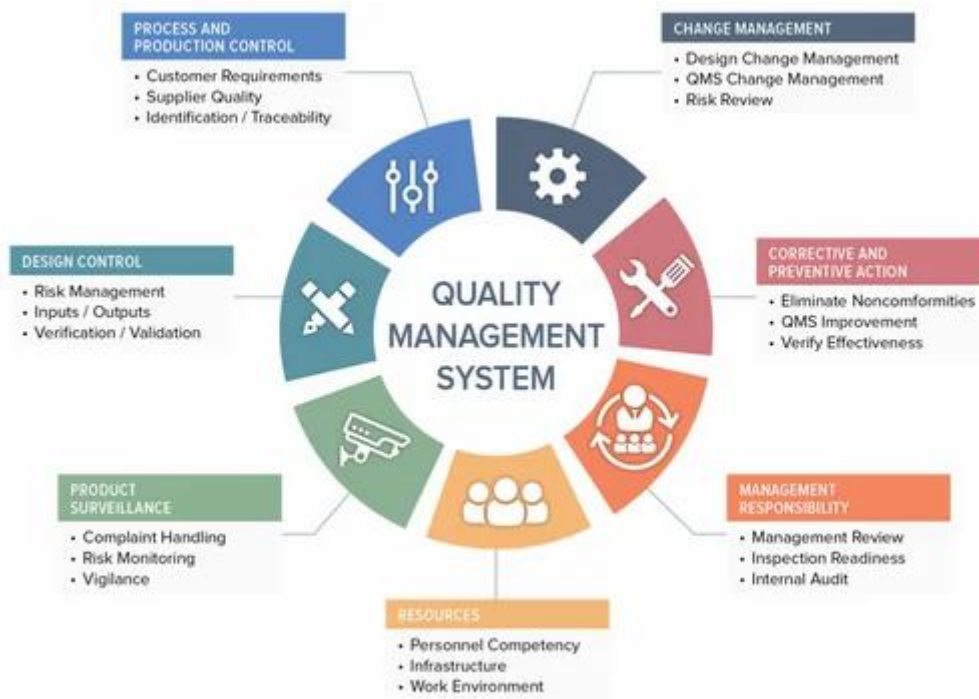 PROCESS AND
PRODUCTION CONTROL
• Customer Requirements
• Supplier Quality
• Identification / Traceability
CHANGE MANAGEMENT
• Design Change Management
• QMS Change Management
• Risk Review
DESIGN CONTROL
• Risk Management
• Inputs / Outputs
• Verification / Validation
QUALITY
MANAGEMENT
SYSTEM
CORRECTIVE AND
PREVENTIVE ACTION
• Eliminate Noncomformities
• QMS Improvement
• Verify Effectiveness
PRODUCT
SURVEILLANCE
• Complaint Handling
• Risk Monitoring
• Vigilance
MANAGEMENT
RESPONSIBILITY
• Management Review
• Inspection Readiness
• Internal Audit
RESOURCES
• Personnel Competency
• Infrastructure
• Work Environment